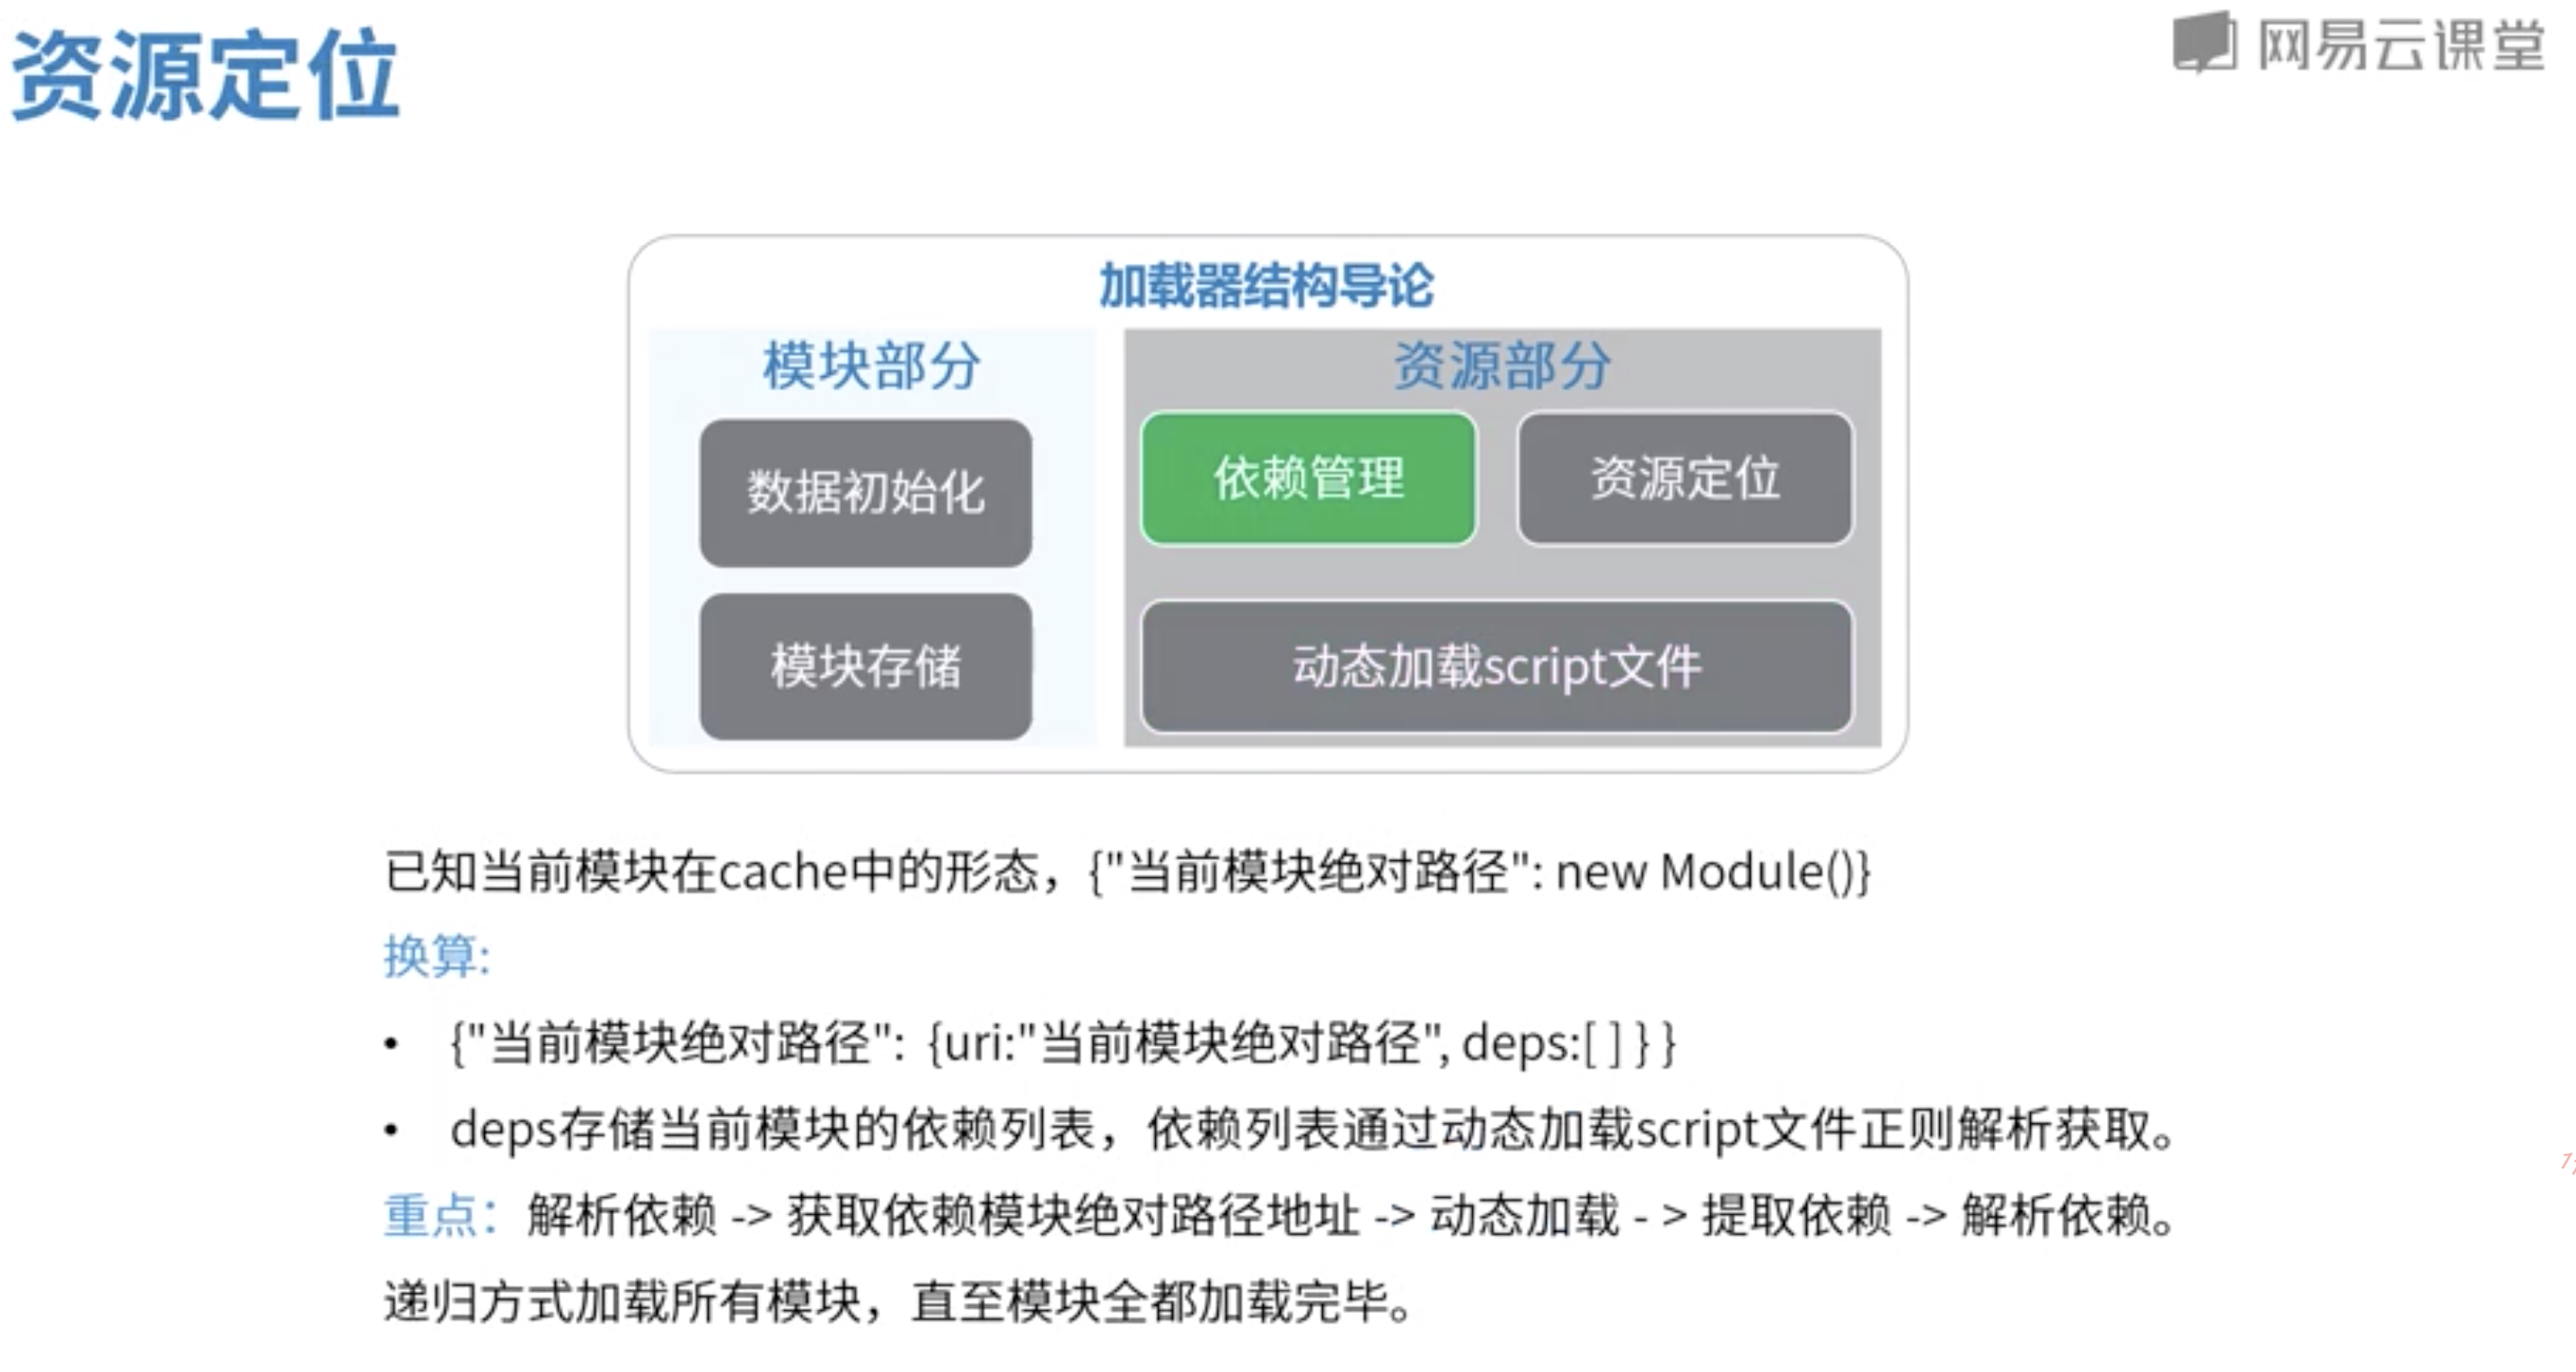 资源定位
网易云课堂
加载器结构导论
模块部分
资源部分
数据初始化
依赖管理
资源定位
模块存储
动态加载script文件
已知当前模块在cache中的形态，{"当前模块绝对路径": new Module()}
换算:
• {"当前模块绝对路径": {uri:"当前模块绝对路径", deps:[ ] } }
• deps存储当前模块的依赖列表，依赖列表通过动态加载script文件正则解析获取。
重点：解析依赖 -> 获取依赖模块绝对路径地址 -> 动态加载 - > 提取依赖 -> 解析依赖。
递归方式加载所有模块，直至模块全都加载完毕。